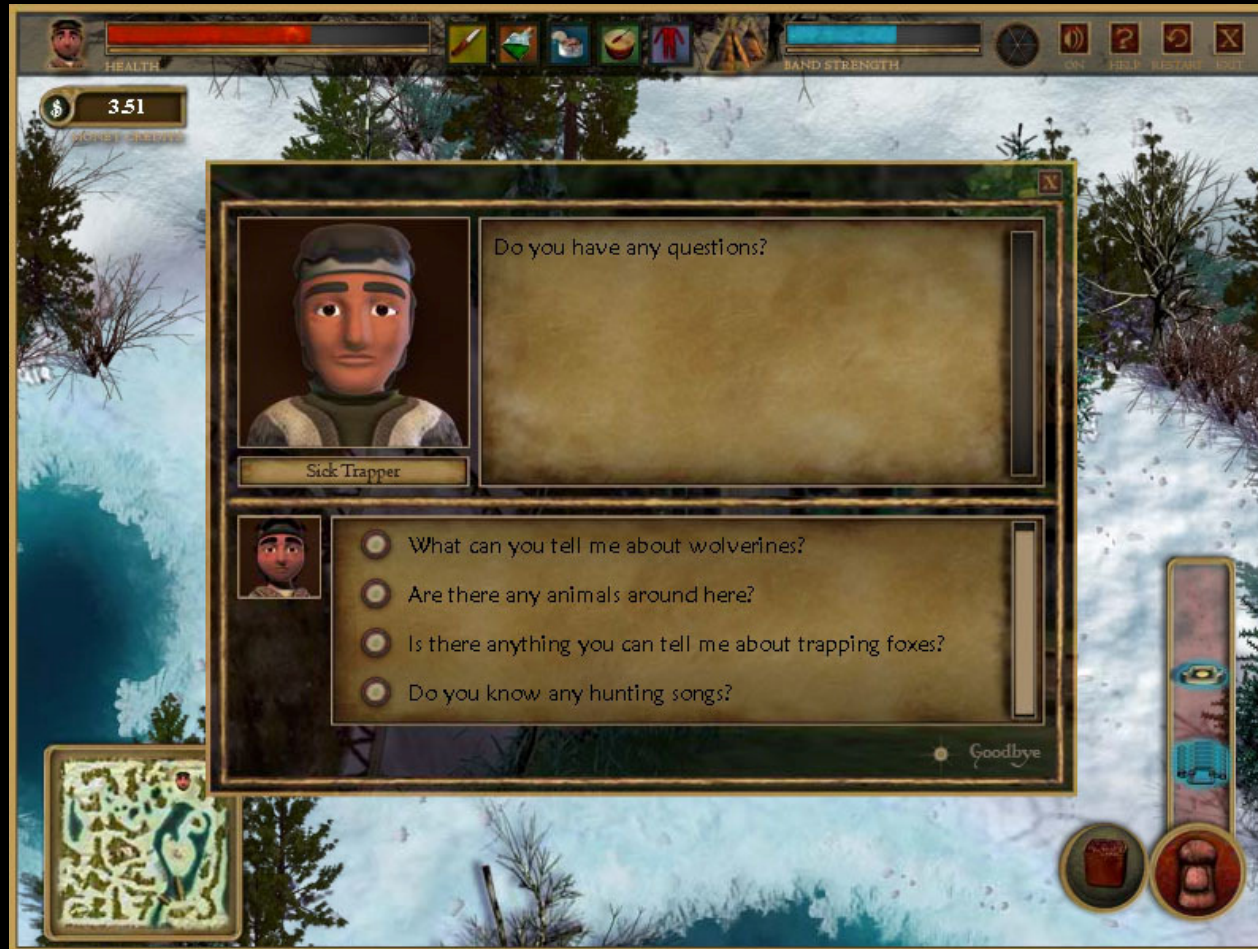 HEALTH
BAND STRENGTH
ON
HELP
RESTART
EXIT
X
$
3.51
MONEY CREDITS
X
Do you have any questions?
Sick Trapper
What can you tell me about wolverines?
Are there any animals around here?
Is there anything you can tell me about trapping foxes?
Do you know any hunting songs?
Goodbye